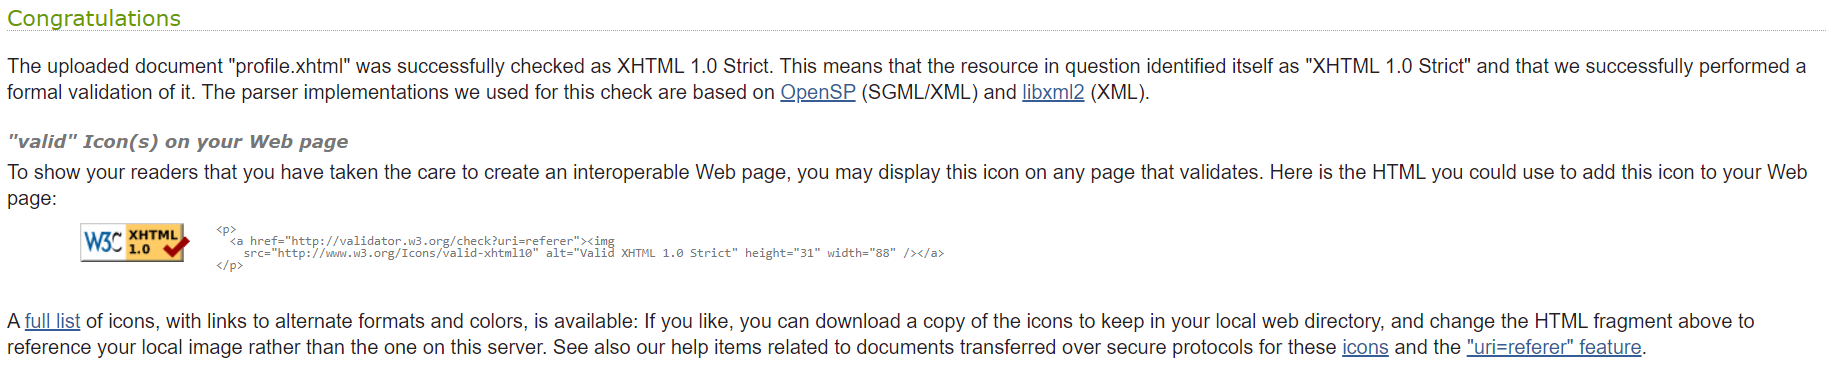 Congratulations
The uploaded document "profile.xhtml" was successfully checked as XHTML 1.0 Strict. This means that the resource in question identified itself as "XHTML 1.0 Strict" and that we successfully performed a
formal validation of it. The parser implementations we used for this check are based on OpenSP (SGML/XML) and libxml2 (XML).
"valid" Icon(s) on your Web page
To show your readers that you have taken the care to create an interoperable Web page, you may display this icon on any page that validates. Here is the HTML you could use to add this icon to your Web
page:
W3C XHTML 1.0
<p>
<a href="http://validator.w3.org/check?uri=referer"><img
src="http://www.w3.org/Icons/valid-xhtml10" alt="Valid XHTML 1.0 Strict" height="31" width="88" /></a>
</p>
A full list of icons, with links to alternate formats and colors, is available: If you like, you can download a copy of the icons to keep in your local web directory, and change the HTML fragment above to
reference your local image rather than the one on this server. See also our help items related to documents transferred over secure protocols for these icons and the "uri=referer" feature.